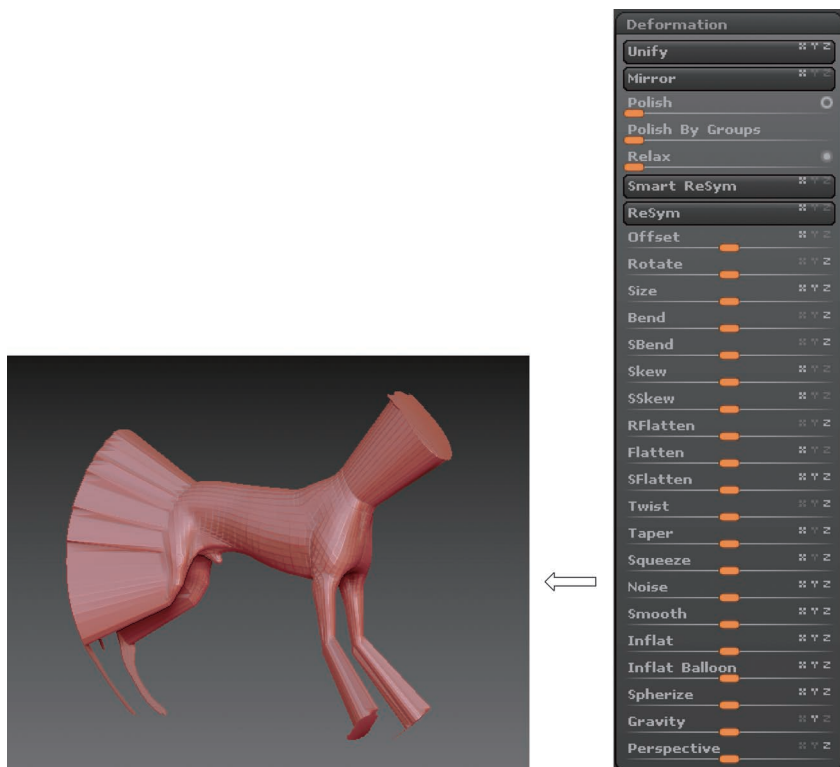 Deformation
Unify X Y Z
Mirror X Y Z
Polish
Polish By Groups
Relax
Smart ReSym X Y Z
ReSym X Y Z
Offset X Y Z
Rotate X Y Z
Size X Y Z
Bend X Y Z
SBend X Y Z
Skew X Y Z
SSkew X Y Z
RFlatten X Y Z
Flatten X Y Z
SFlatten X Y Z
Twist X Y Z
Taper X Y Z
Squeeze X Y Z
Noise X Y Z
Smooth X Y Z
Inflat X Y Z
Inflat Balloon X Y Z
Spherize X Y Z
Gravity X Y Z
Perspective X Y Z